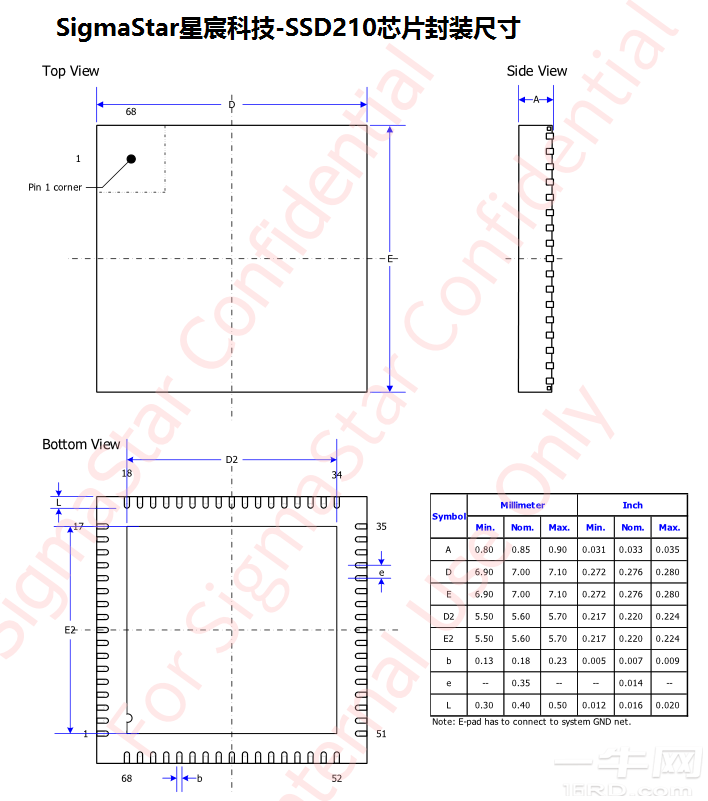 SigmaStar星宸科技-SSD210芯片封装尺寸
Top View
Side View
D
A
68
1
Pin 1 corner
E
Bottom View
D2
18
34
L
17
35
e
E2
1
51
68
b
52
Symbol Millimeter Inch
Min. Nom. Max. Min. Nom. Max.
A 0.80 0.85 0.90 0.031 0.033 0.035
D 6.90 7.00 7.10 0.272 0.276 0.280
E 6.90 7.00 7.10 0.272 0.276 0.280
D2 5.50 5.60 5.70 0.217 0.220 0.224
E2 5.50 5.60 5.70 0.217 0.220 0.224
b 0.13 0.18 0.23 0.005 0.007 0.009
e -- 0.35 -- -- 0.014 --
L 0.30 0.40 0.50 0.012 0.016 0.020
Note: E-pad has to connect to system GND net.
SigmaStar Confidential
For SigmaStar Confidential
Internal Use Only
一牛网
1ERD.com